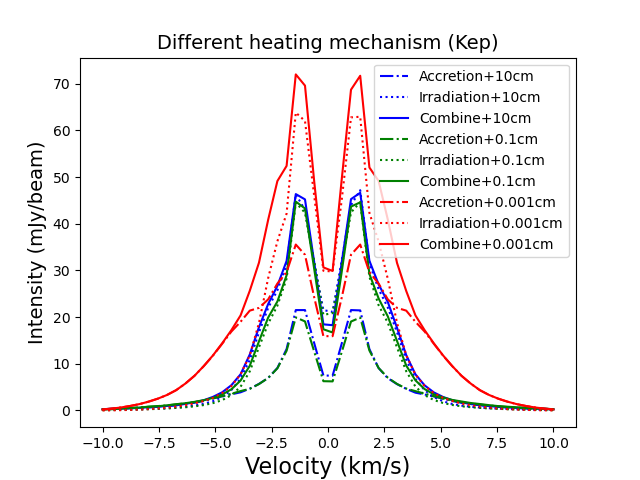 Different heating mechanism (Kep)
Accretion+10cm
Irradiation+10cm
Combine+10cm
Accretion+0.1cm
Irradiation+0.1cm
Combine+0.1cm
Accretion+0.001cm
Irradiation+0.001cm
Combine+0.001cm
Intensity (mJy/beam)
70
60
50
40
30
20
10
0
−10.0 −7.5 −5.0 −2.5 0.0 2.5 5.0 7.5 10.0
Velocity (km/s)